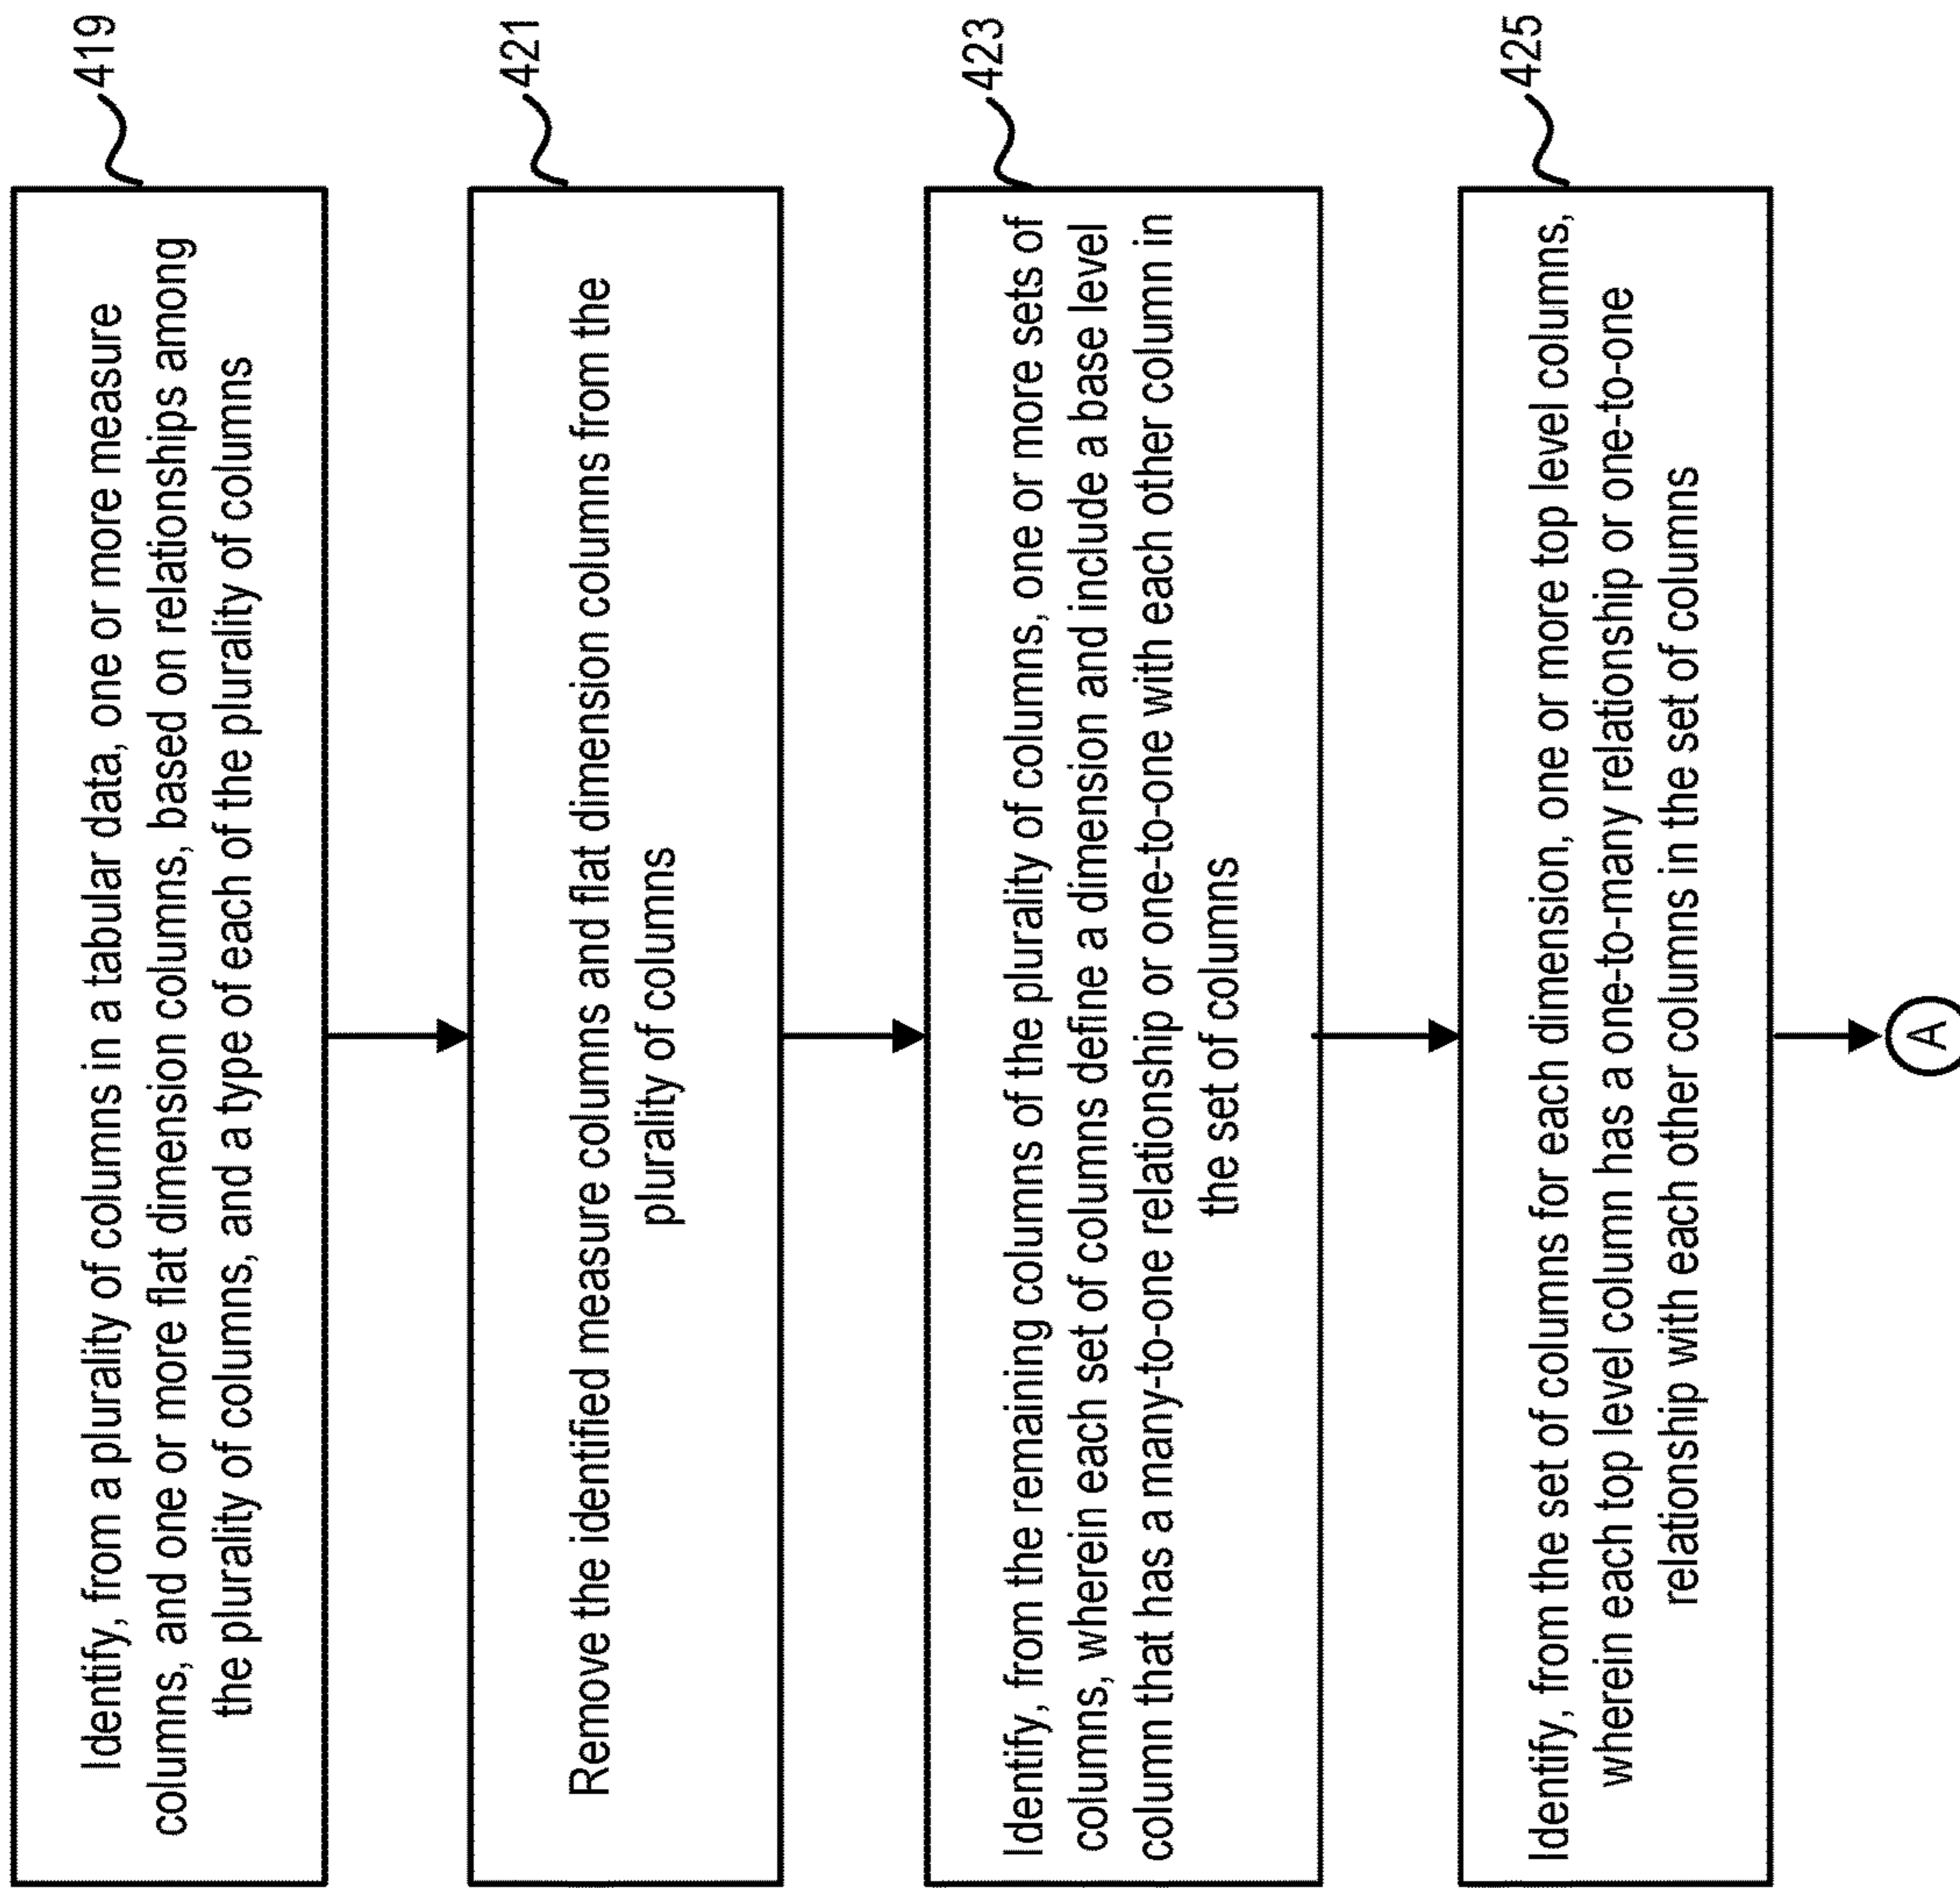 419
Identify, from a plurality of columns in a tabular data, one or more measure
columns, and one or more flat dimension columns, based on relationships among
the plurality of columns, and a type of each of the plurality of columns
421
Remove the identified measure columns and flat dimension columns from the
plurality of columns
423
Identify, from the remaining columns of the plurality of columns, one or more sets of
columns, wherein each set of columns define a dimension and include a base level
column that has a many-to-one relationship or one-to-one with each other column in
the set of columns
425
Identify, from the set of columns for each dimension, one or more top level columns,
wherein each top level column has a one-to-many relationship or one-to-one
relationship with each other columns in the set of columns
A